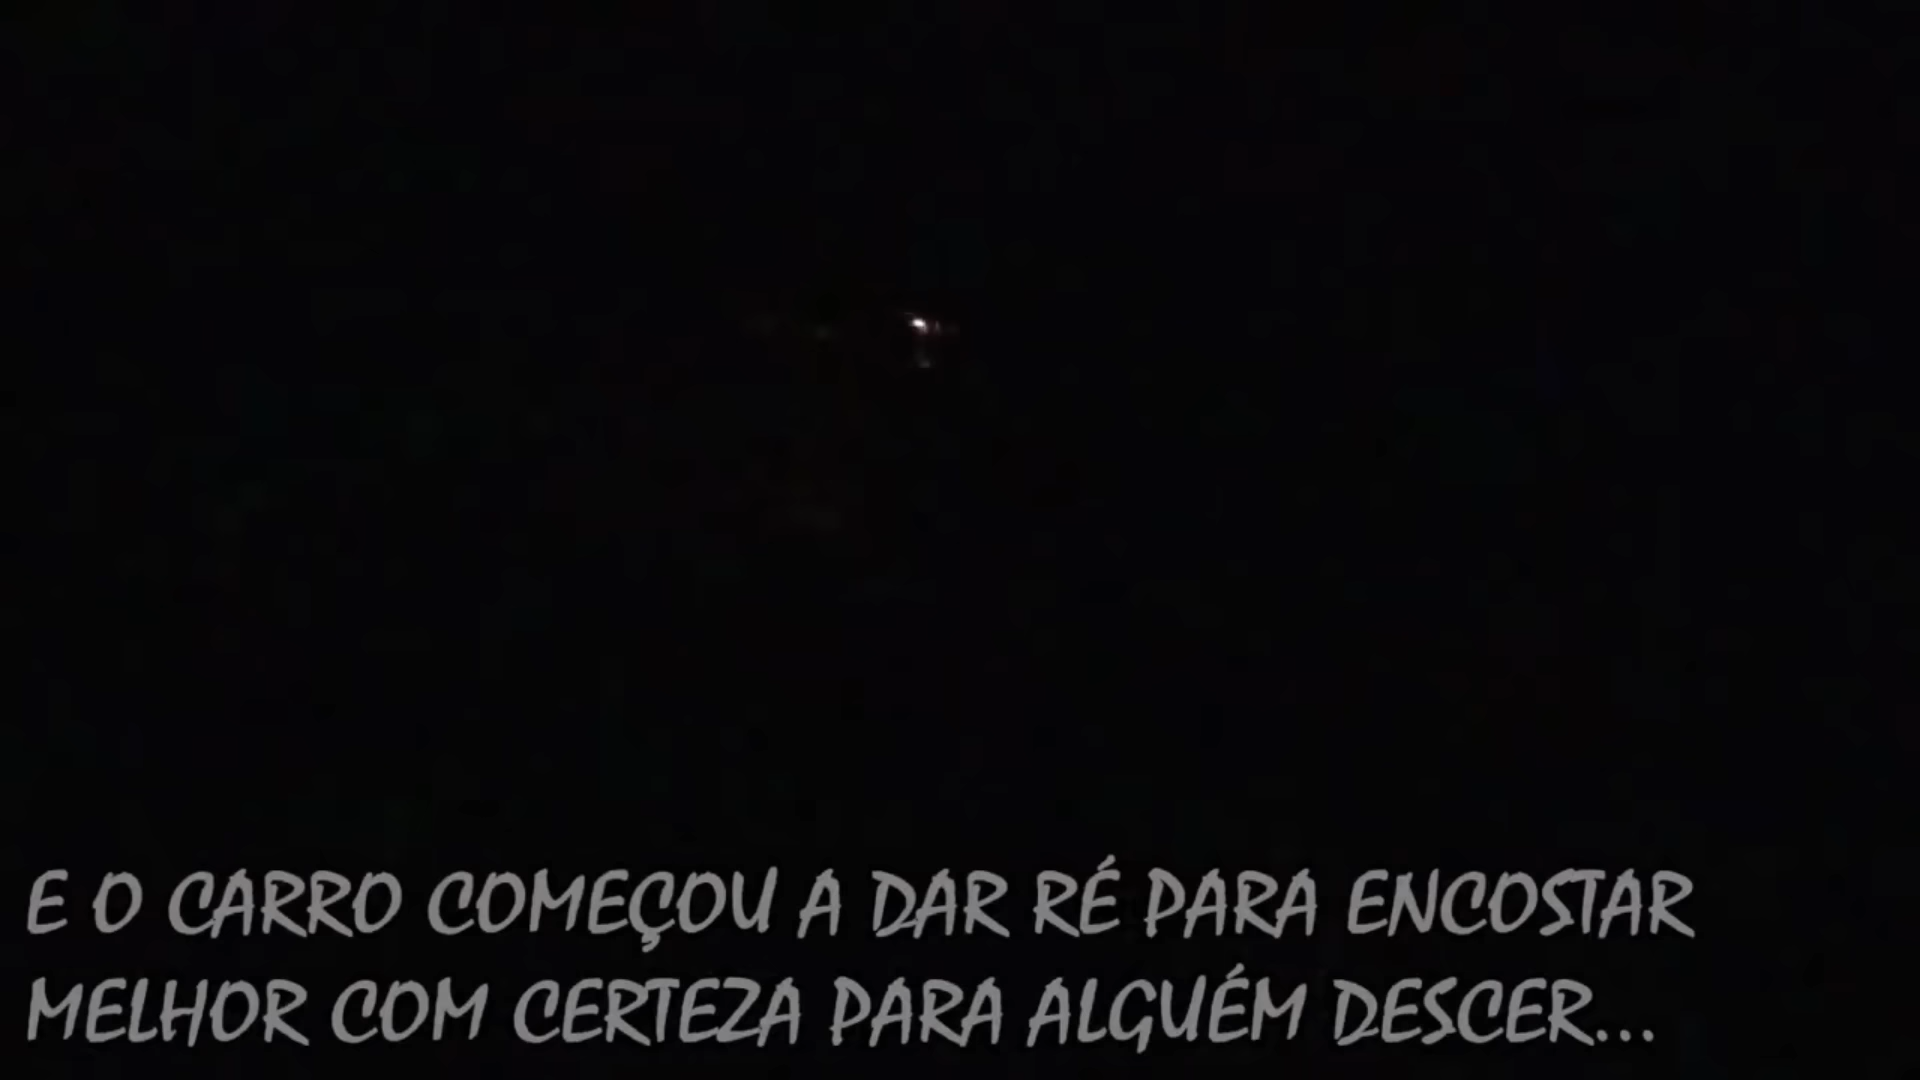 E O CARRO COMEÇOU A DAR RÉ PARA ENCOSTAR
MELHOR COM CERTEZA PARA ALGUÉM DESCER...